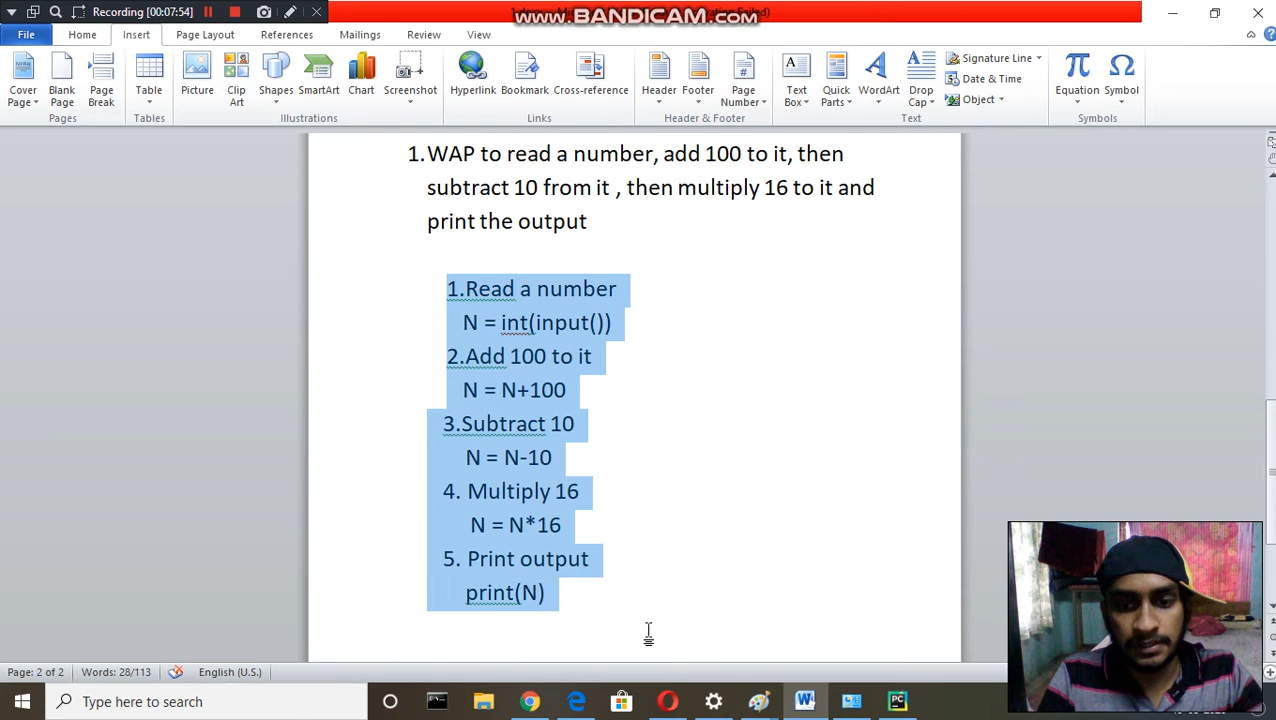 Recording [00:07:54]
www.BANDICAM.com
File Home Insert Page Layout References Mailings Review View
Cover Page
Blank Page
Page Break
Table
Picture
Clip Art
Shapes
SmartArt
Chart
Screenshot
Hyperlink
Bookmark
Cross-reference
Header
Footer
Page Number
Text Box
Quick Parts
WordArt
Drop Cap
Signature Line
Date & Time
Object
Equation
Symbol
Pages Tables Illustrations Links Header & Footer Text Symbols
1. WAP to read a number, add 100 to it, then
subtract 10 from it , then multiply 16 to it and
print the output
1.Read a number
N = int(input())
2.Add 100 to it
N = N+100
3.Subtract 10
N = N-10
4. Multiply 16
N = N*16
5. Print output
print(N)
Page: 2 of 2 Words: 28/113 English (U.S.)
Type here to search